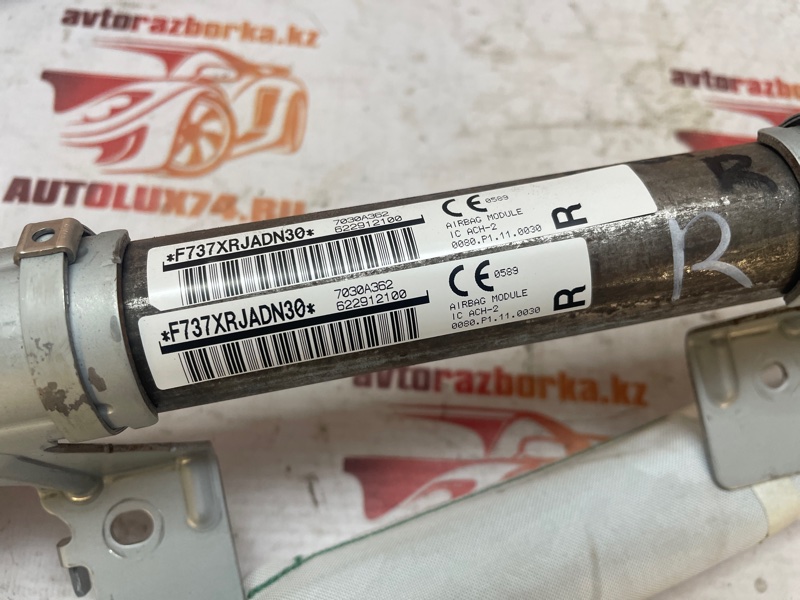 avtorazborka.kz
AUTOLUX74.RU
avtorazborka.kz
*F737XRJADN30*
7030A362
622912100
CE 0589
AIRBAG MODULE
IC ACH-2
0080.P1.11.0030
R
*F737XRJADN30*
7030A362
622912100
CE 0589
AIRBAG MODULE
IC ACH-2
0080.P1.11.0030
R
R
R
avtorazborka.kz